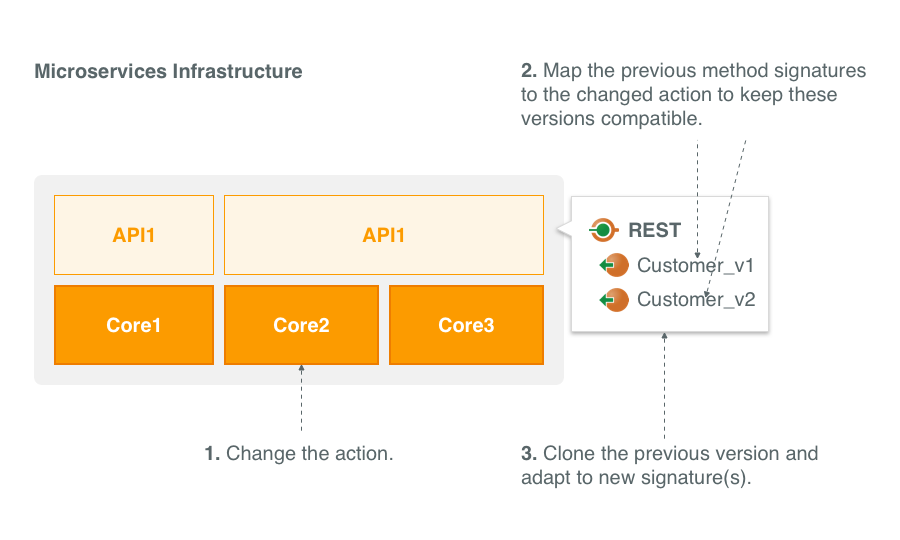 Microservices Infrastructure
2. Map the previous method signatures
to the changed action to keep these
versions compatible.
API1
API1
REST
Customer_v1
Customer_v2
Core1
Core2
Core3
1. Change the action.
3. Clone the previous version and
adapt to new signature(s).